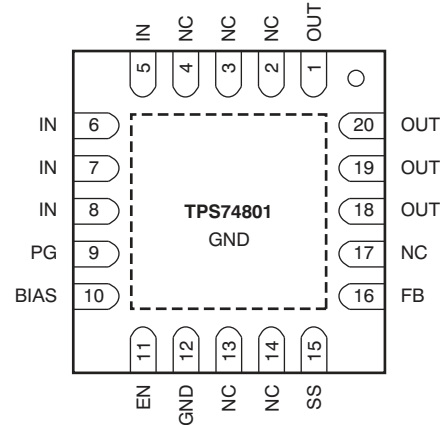 IN NC NC NC OUT
5 4 3 2 1
IN 6 20 OUT
IN 7 19 OUT
IN 8 18 OUT
TPS74801
GND
PG 9 17 NC
BIAS 10 16 FB
11 12 13 14 15
EN GND NC NC SS